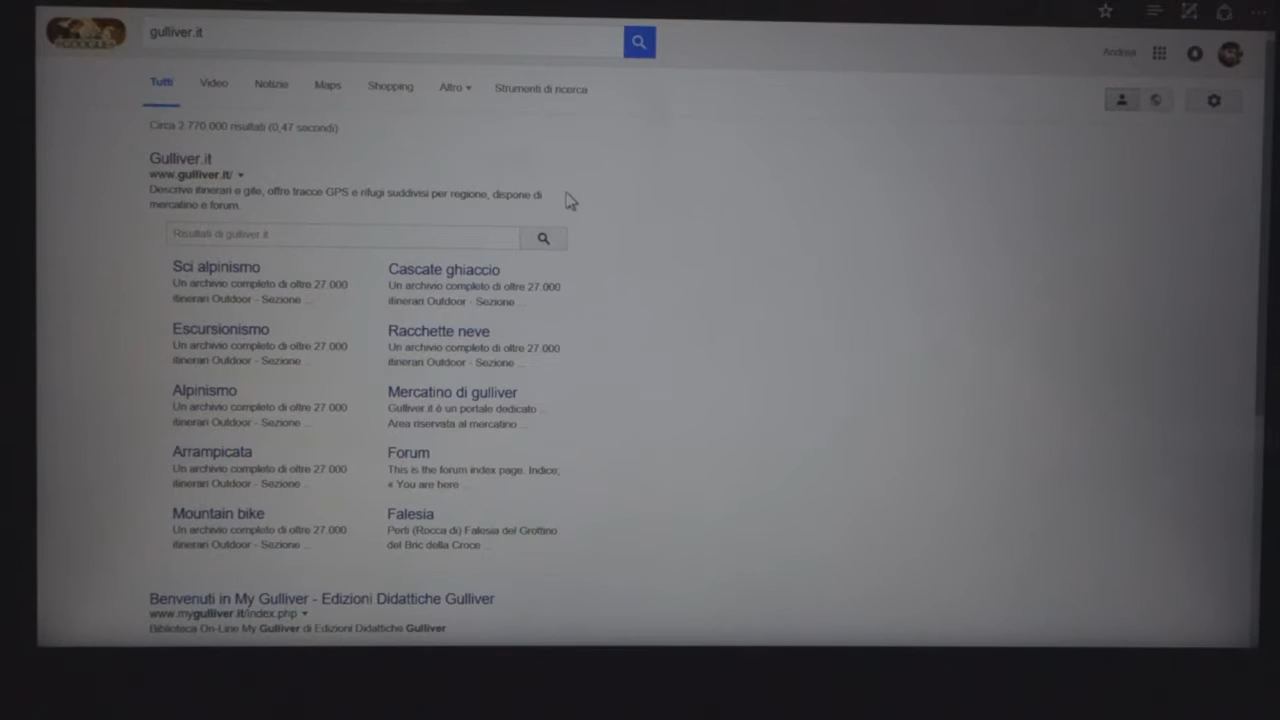 gulliver.it
Andrea
Tutti Video Notizie Maps Shopping Altro Strumenti di ricerca
Circa 2.770.000 risultati (0,47 secondi)
Gulliver.it
www.gulliver.it/
Descrive itinerari e gite, offre tracce GPS e rifugi suddivisi per regione, dispone di
mercatino e forum.
Risultati di gulliver.it
Sci alpinismo
Un archivio completo di oltre 27.000
itinerari Outdoor - Sezione ...
Cascate ghiaccio
Un archivio completo di oltre 27.000
itinerari Outdoor - Sezione ...
Escursionismo
Un archivio completo di oltre 27.000
itinerari Outdoor - Sezione ...
Racchette neve
Un archivio completo di oltre 27.000
itinerari Outdoor - Sezione ...
Alpinismo
Un archivio completo di oltre 27.000
itinerari Outdoor - Sezione ...
Mercatino di gulliver
Gulliver.it è un portale dedicato ...
Area riservata al mercatino ...
Arrampicata
Un archivio completo di oltre 27.000
itinerari Outdoor - Sezione ...
Forum
This is the forum index page. Indice;
« You are here ...
Mountain bike
Un archivio completo di oltre 27.000
itinerari Outdoor - Sezione ...
Falesia
Perti (Rocca di) Falesia del Grottino
del Bric della Croce ...
Benvenuti in My Gulliver - Edizioni Didattiche Gulliver
www.mygulliver.it/index.php
Biblioteca On-Line My Gulliver di Edizioni Didattiche Gulliver